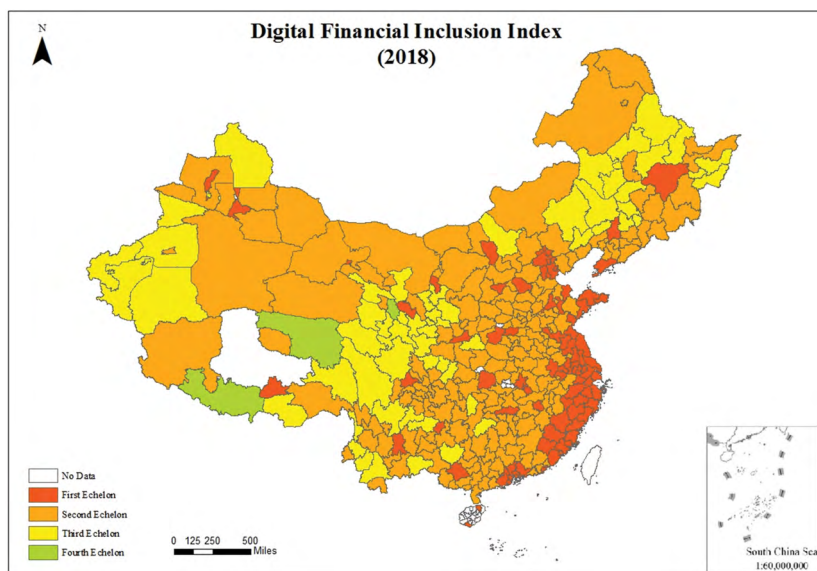 Digital Financial Inclusion Index
(2018)
N
No Data
First Echelon
Second Echelon
Third Echelon
Fourth Echelon
0 125 250 500
Miles
South China Sea
1:60,000,000